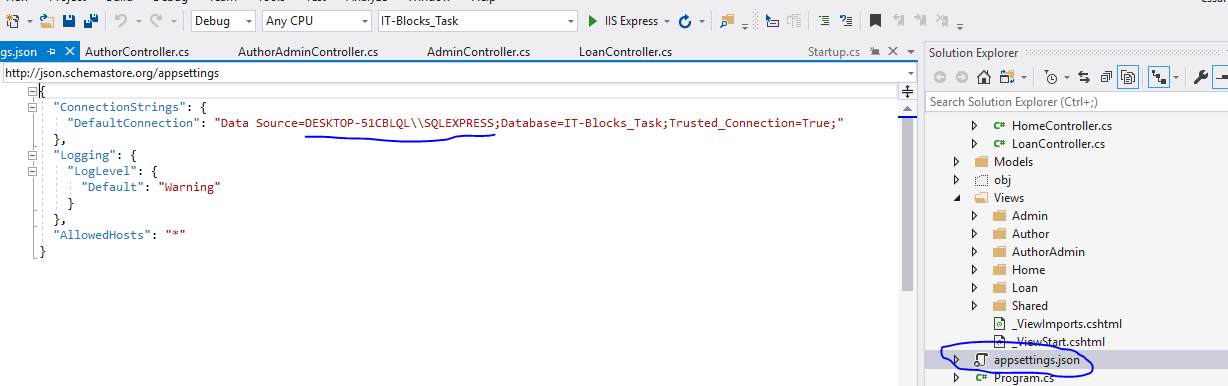 Debug
Any CPU
IT-Blocks_Task
IIS Express
gs.json
AuthorController.cs
AuthorAdminController.cs
AdminController.cs
LoanController.cs
Startup.cs
http://json.schemastore.org/appsettings
{
"ConnectionStrings": {
"DefaultConnection": "Data Source=DESKTOP-51CBLQL\\SQLEXPRESS;Database=IT-Blocks_Task;Trusted_Connection=True;"
},
"Logging": {
"LogLevel": {
"Default": "Warning"
}
},
"AllowedHosts": "*"
}
Solution Explorer
Search Solution Explorer (Ctrl+;)
C# HomeController.cs
C# LoanController.cs
Models
obj
Views
Admin
Author
AuthorAdmin
Home
Loan
Shared
_ViewImports.cshtml
_ViewStart.cshtml
appsettings.json
C# Program.cs